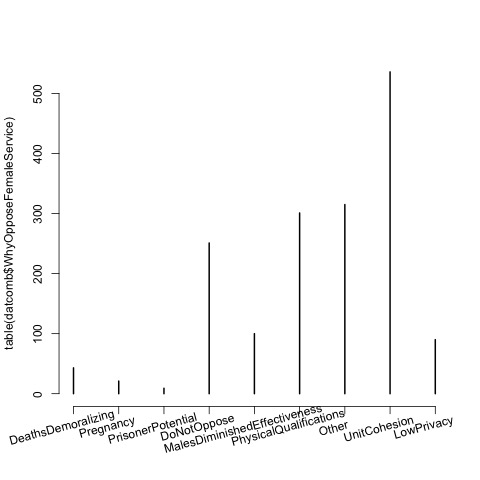 table(datcomb$WhyOpposeFemaleService)
500
400
300
200
100
0
DeathsDemoralizing
Pregnancy
PrisonerPotential
DoNotOppose
MalesDiminishedEffectiveness
PhysicalQualifications
Other
UnitCohesion
LowPrivacy